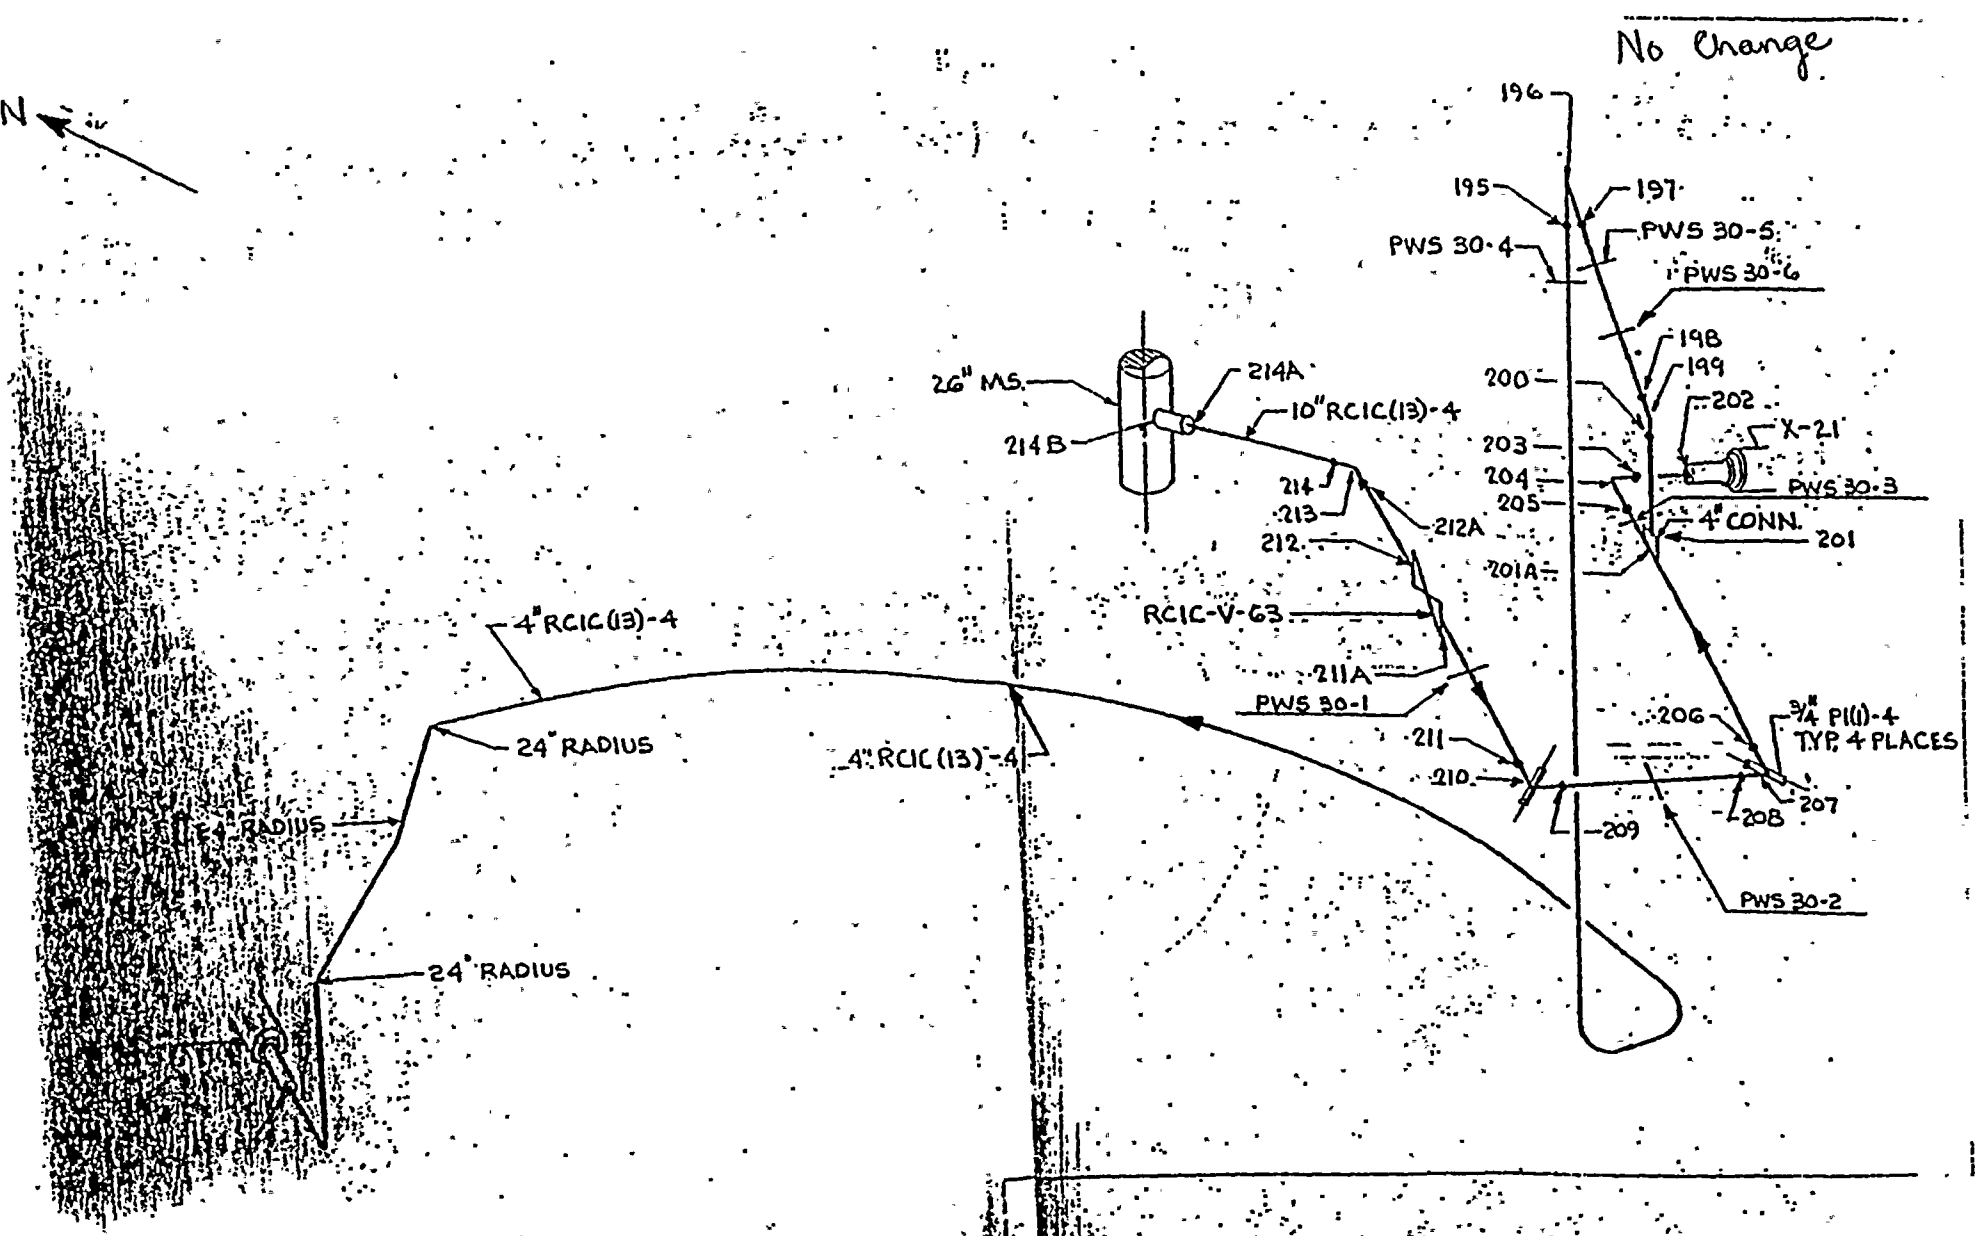 No Change
N
196
195
197
PWS 30-4
PWS 30-5
PWS 30-6
198
199
200
202
X-21
203
204
205
PWS 30-3
4" CONN.
201
201A
26" MS.
214A
10" RCIC(13)-4
214B
214
213
212A
212
RCIC-V-63
211A
PWS 30-1
211
210
206
3/4" PI(1)-4
TYP. 4 PLACES
207
208
209
PWS 30-2
4" RCIC(13)-4
24" RADIUS
4" RCIC(13)-4
RADIUS
24" RADIUS